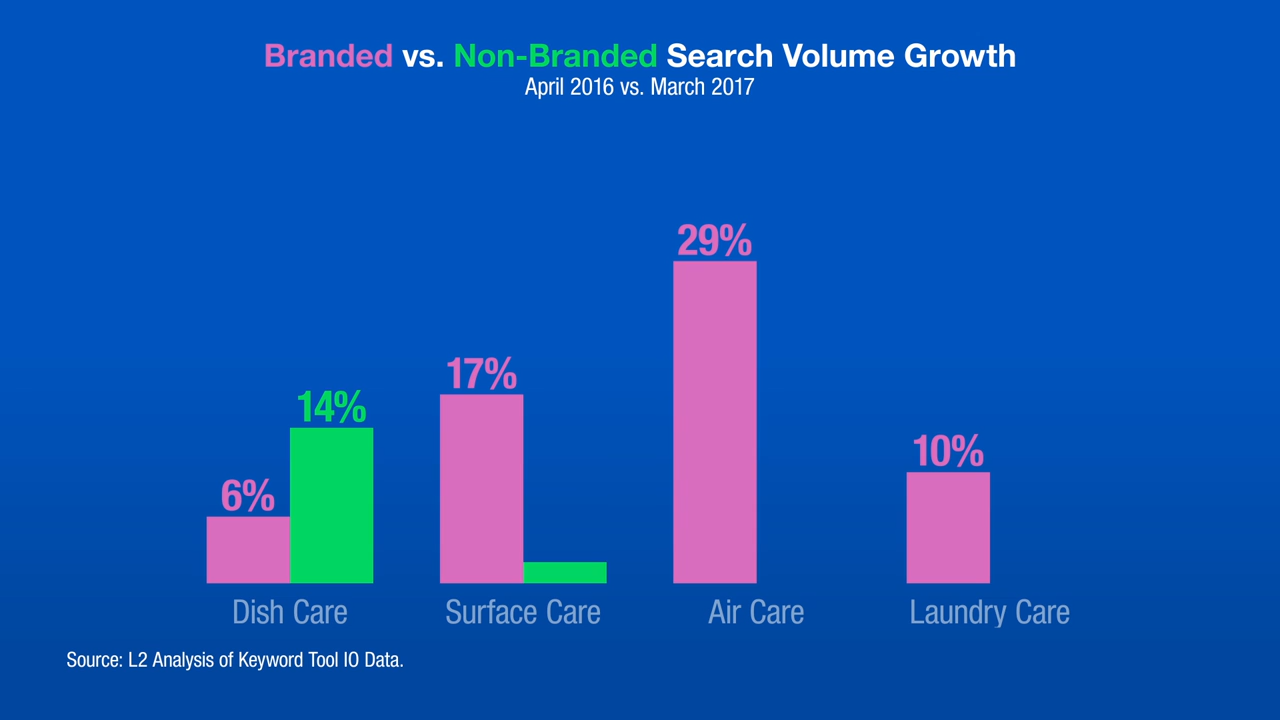 Branded vs. Non-Branded Search Volume Growth
April 2016 vs. March 2017
29%
17%
14%
10%
6%
Dish Care
Surface Care
Air Care
Laundry Care
Source: L2 Analysis of Keyword Tool IO Data.